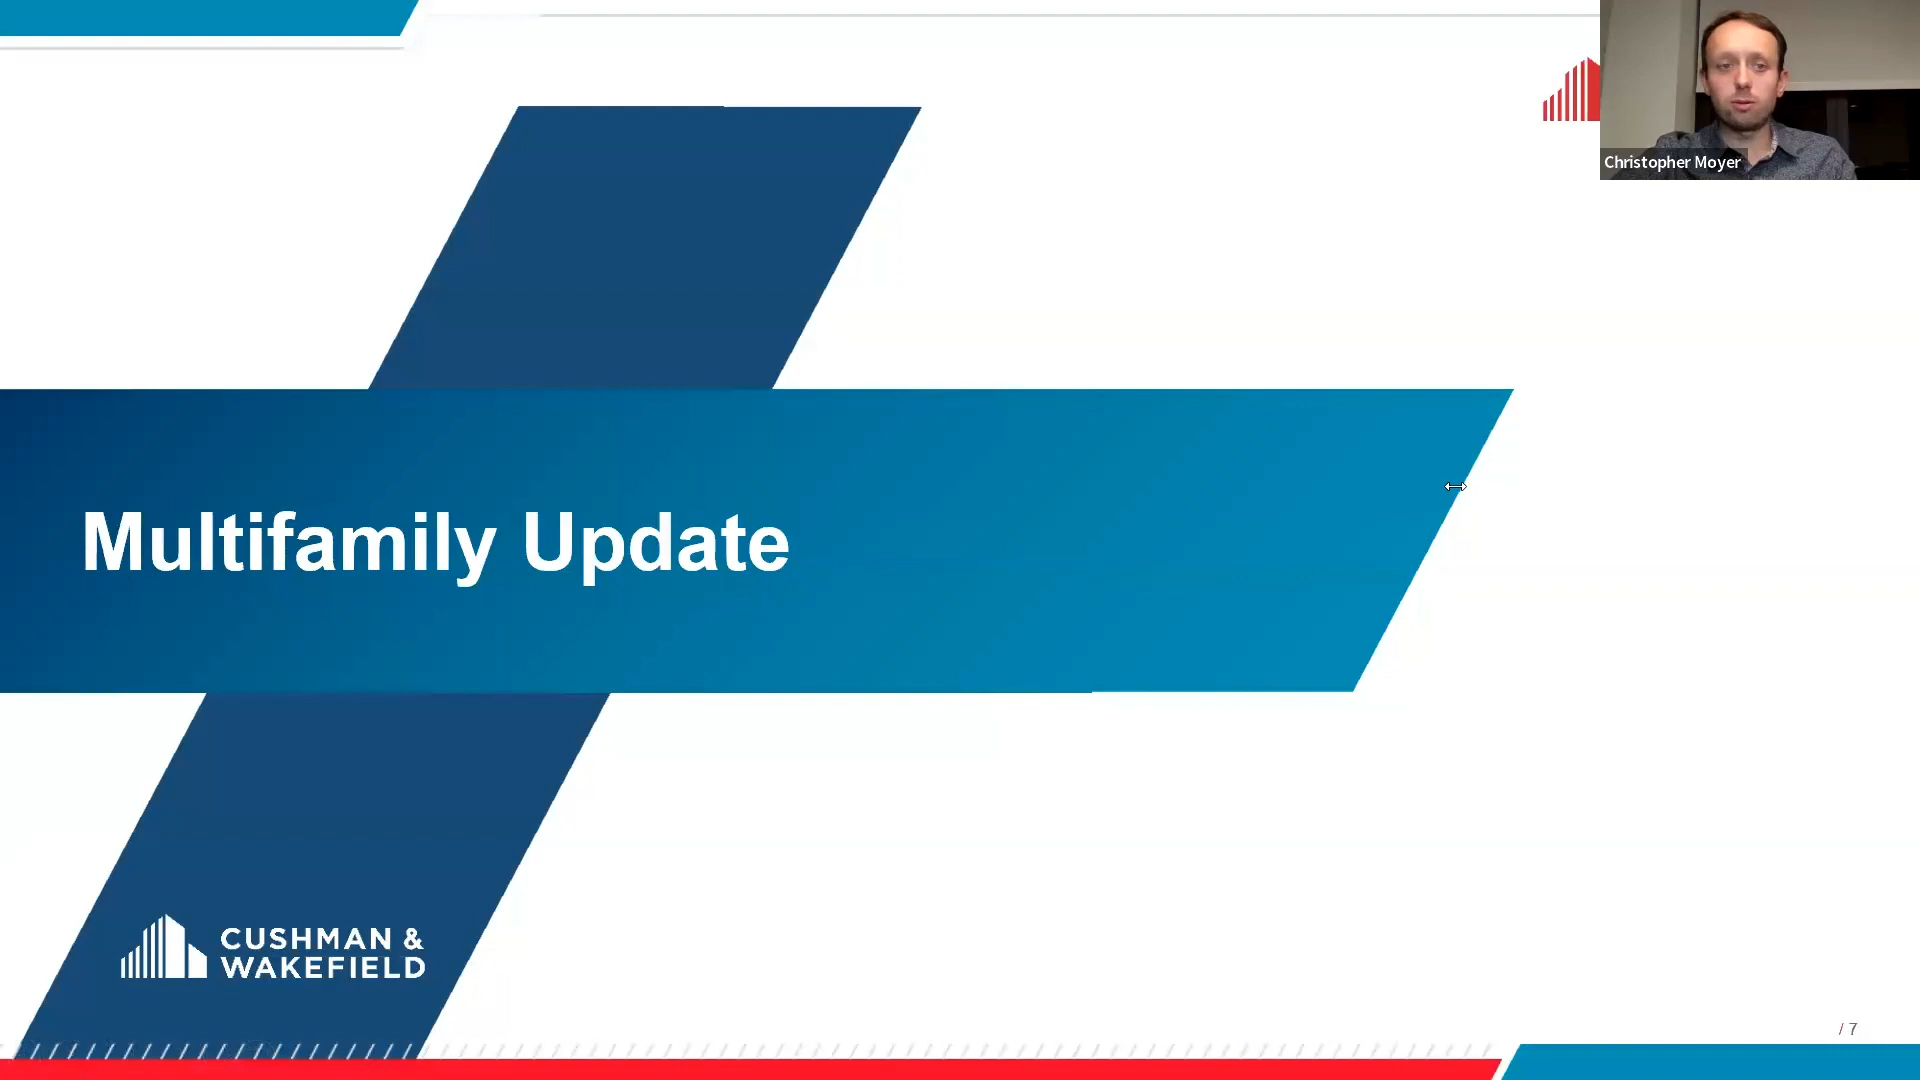 Christopher Moyer
Multifamily Update
CUSHMAN &
WAKEFIELD
/ 7